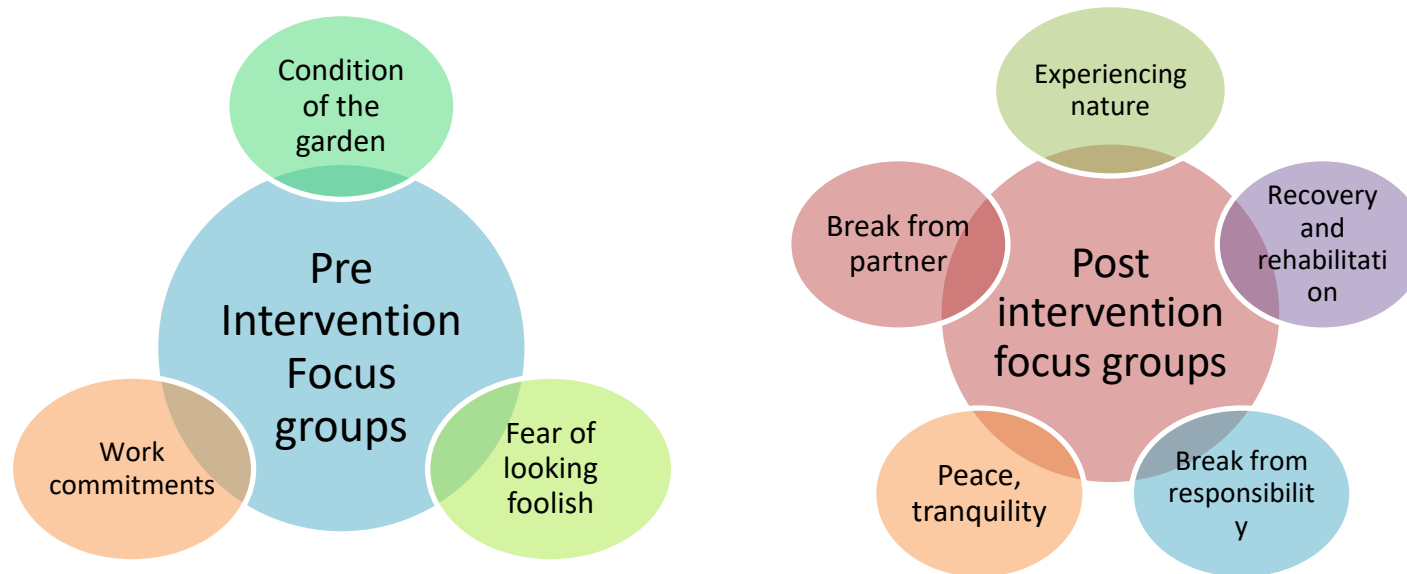 Condition
of the
garden
Pre
Intervention
Focus
groups
Work
commitments
Fear of
looking
foolish
Experiencing
nature
Break from
partner
Recovery
and
rehabilitati
on
Post
intervention
focus groups
Peace,
tranquility
Break from
responsibilit
y